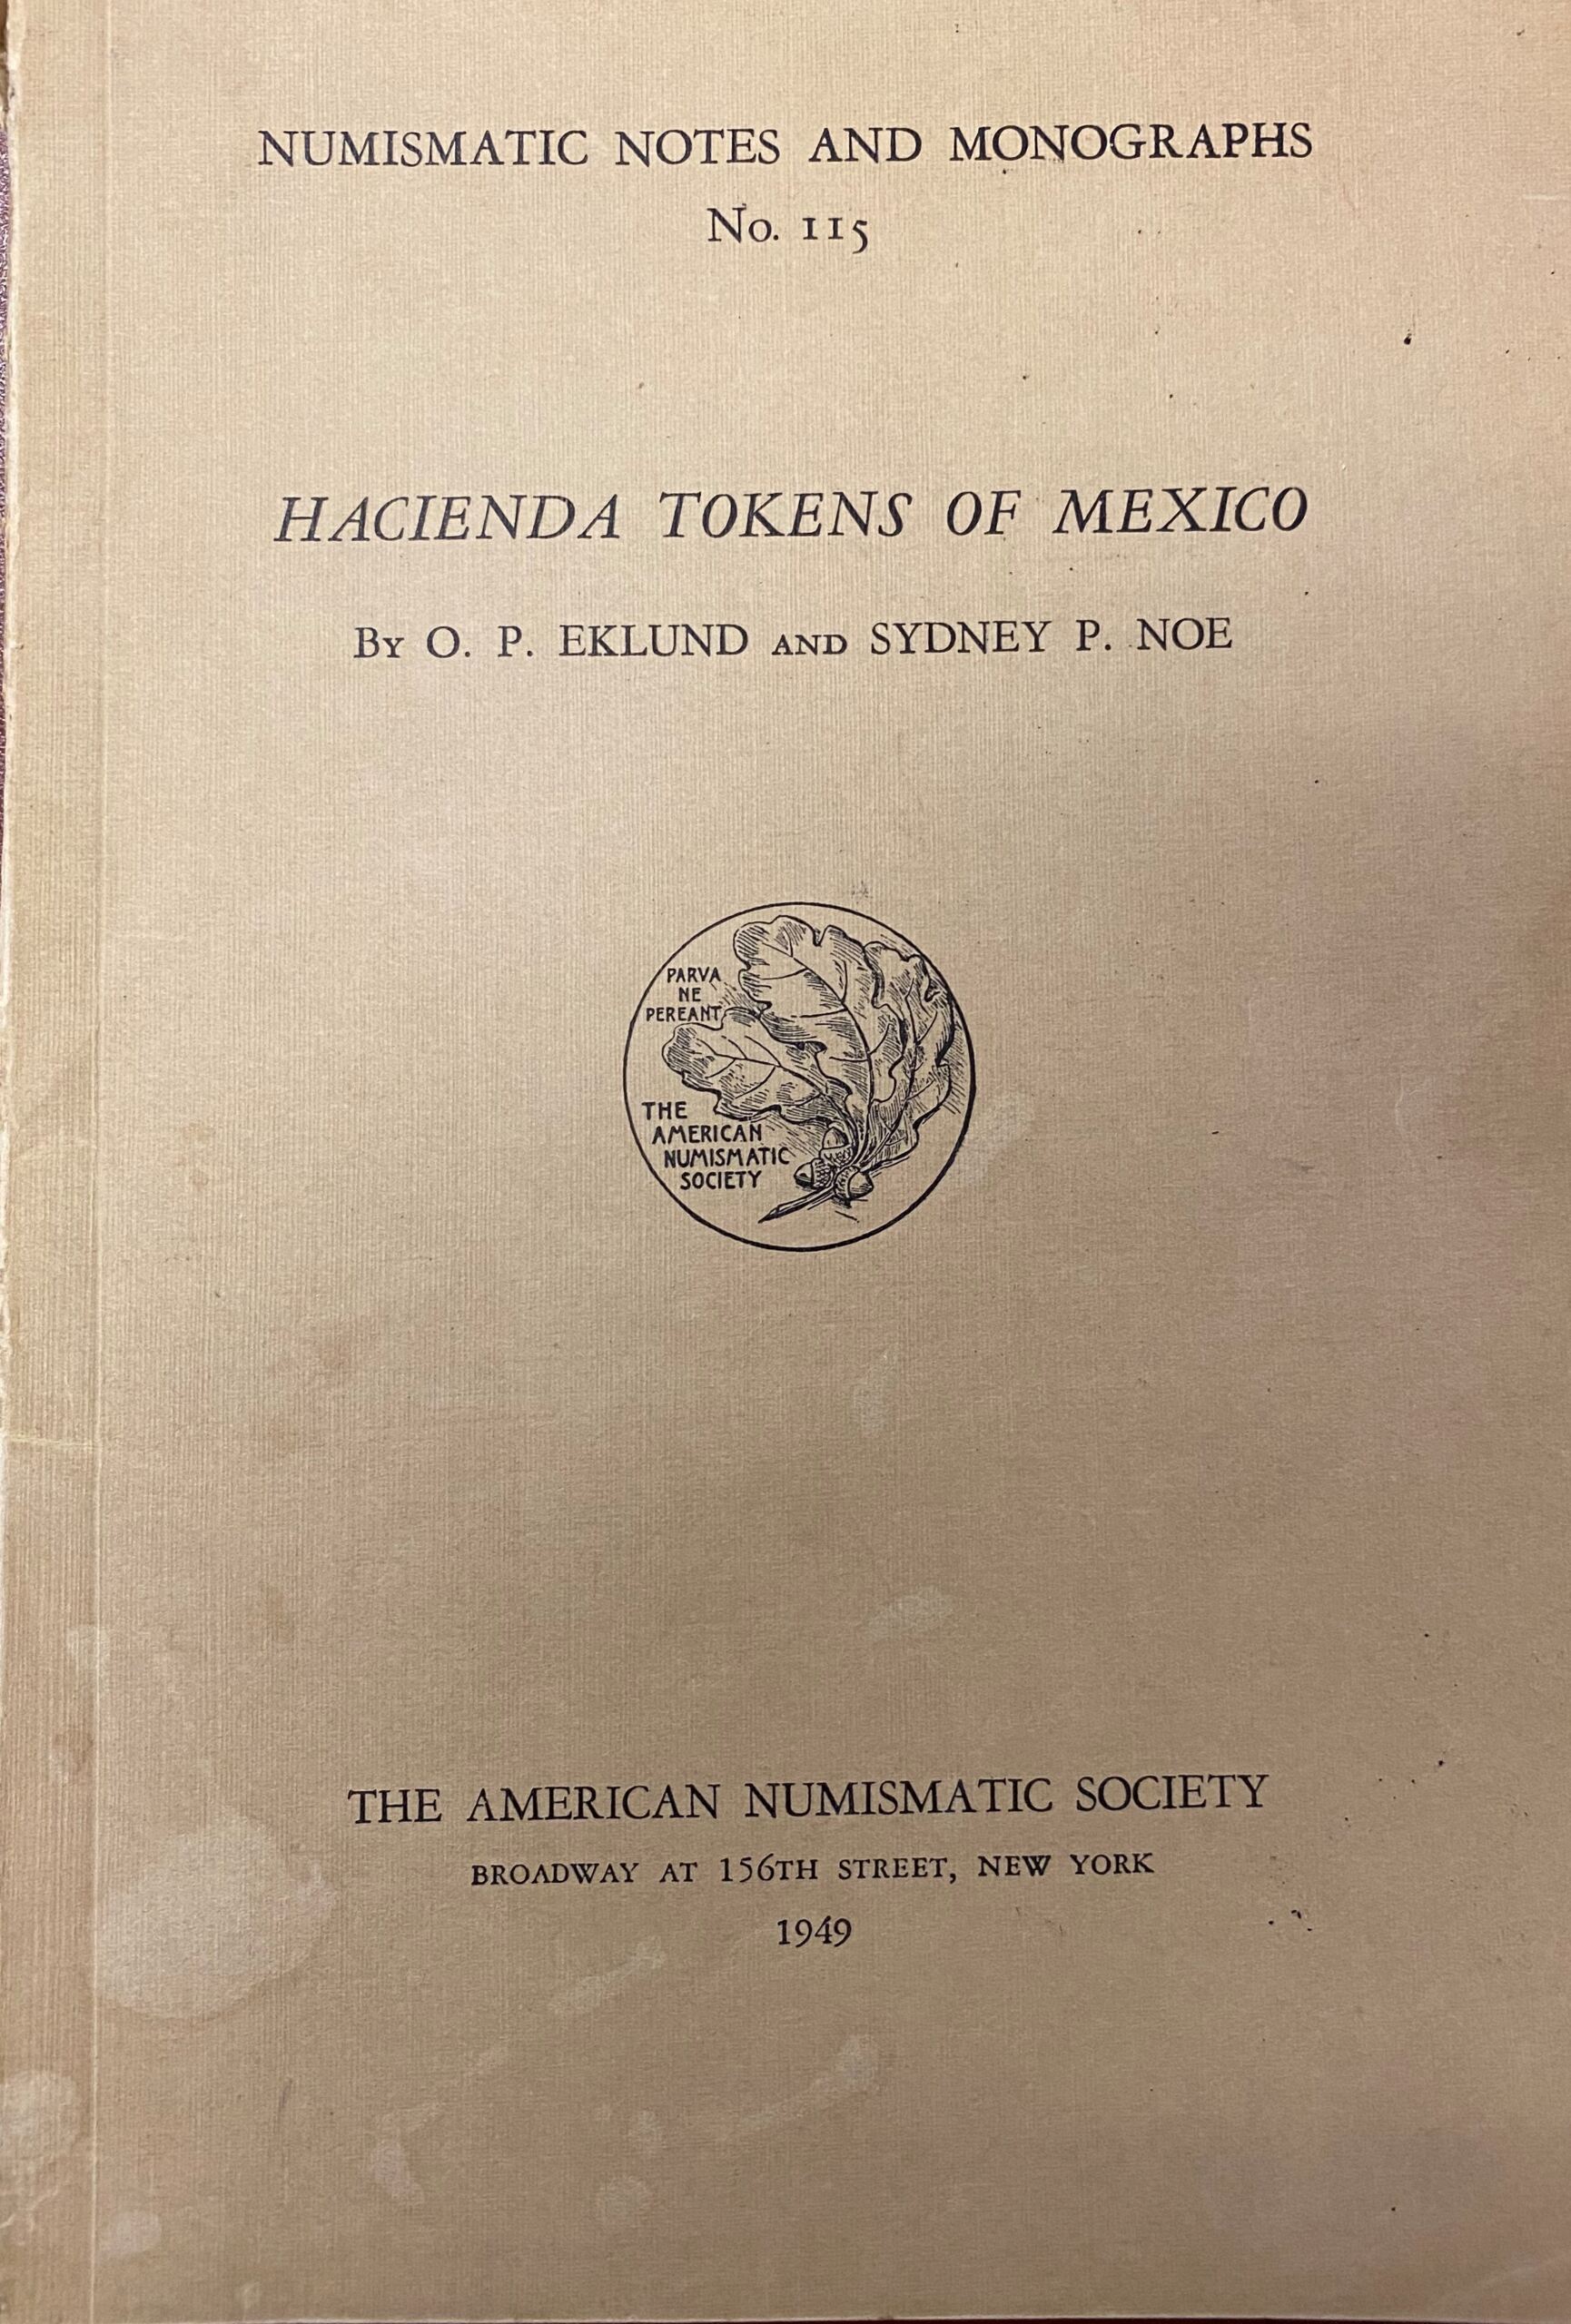 NUMISMATIC NOTES AND MONOGRAPHS
No. 115
HACIENDA TOKENS OF MEXICO
By O. P. EKLUND AND SYDNEY P. NOE
PARVA
NE
PEREANT
THE
AMERICAN
NUMISMATIC
SOCIETY
THE AMERICAN NUMISMATIC SOCIETY
BROADWAY AT 156TH STREET, NEW YORK
1949